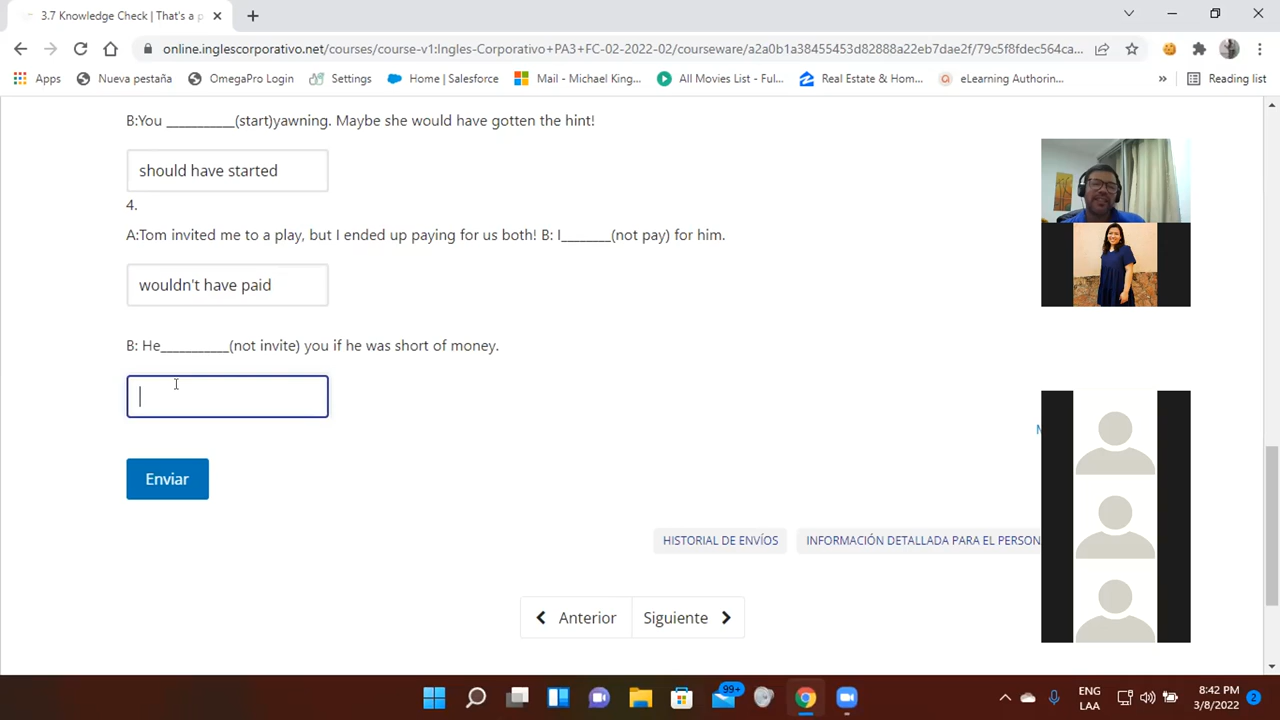 3.7 Knowledge Check | That's a p
online.inglescorporativo.net/courses/course-v1:Ingles-Corporativo+PA3+FC-02-2022-02/courseware/a2a0b1a38455453d82888a22eb7dae2f/79c5f8fdec564ca...
Apps Nueva pestaña OmegaPro Login Settings Home | Salesforce Mail - Michael King... All Movies List - Ful... Real Estate & Hom... eLearning Authorin... » Reading list
B:You ___________(start)yawning. Maybe she would have gotten the hint!
should have started
4.
A:Tom invited me to a play, but I ended up paying for us both! B: I________(not pay) for him.
wouldn't have paid
B: He___________(not invite) you if he was short of money.
Enviar
HISTORIAL DE ENVÍOS INFORMACIÓN DETALLADA PARA EL PERSON
Anterior Siguiente
99+
ENG
LAA
8:42 PM
3/8/2022
2